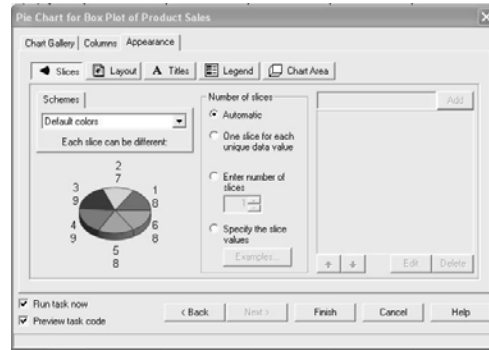 Pie Chart for Box Plot of Product Sales
Chart Gallery Columns Appearance
Slices Layout A Titles Legend Chart Area
Schemes
Default colors
Each slice can be different:
2
7
3
9
1
8
4
9
6
8
5
8
Number of slices
Automatic
One slice for each
unique data value
Enter number of
slices
1
Specify the slice
values
Examples...
Add
Edit Delete
Run task now
Preview task code
< Back Next > Finish Cancel Help